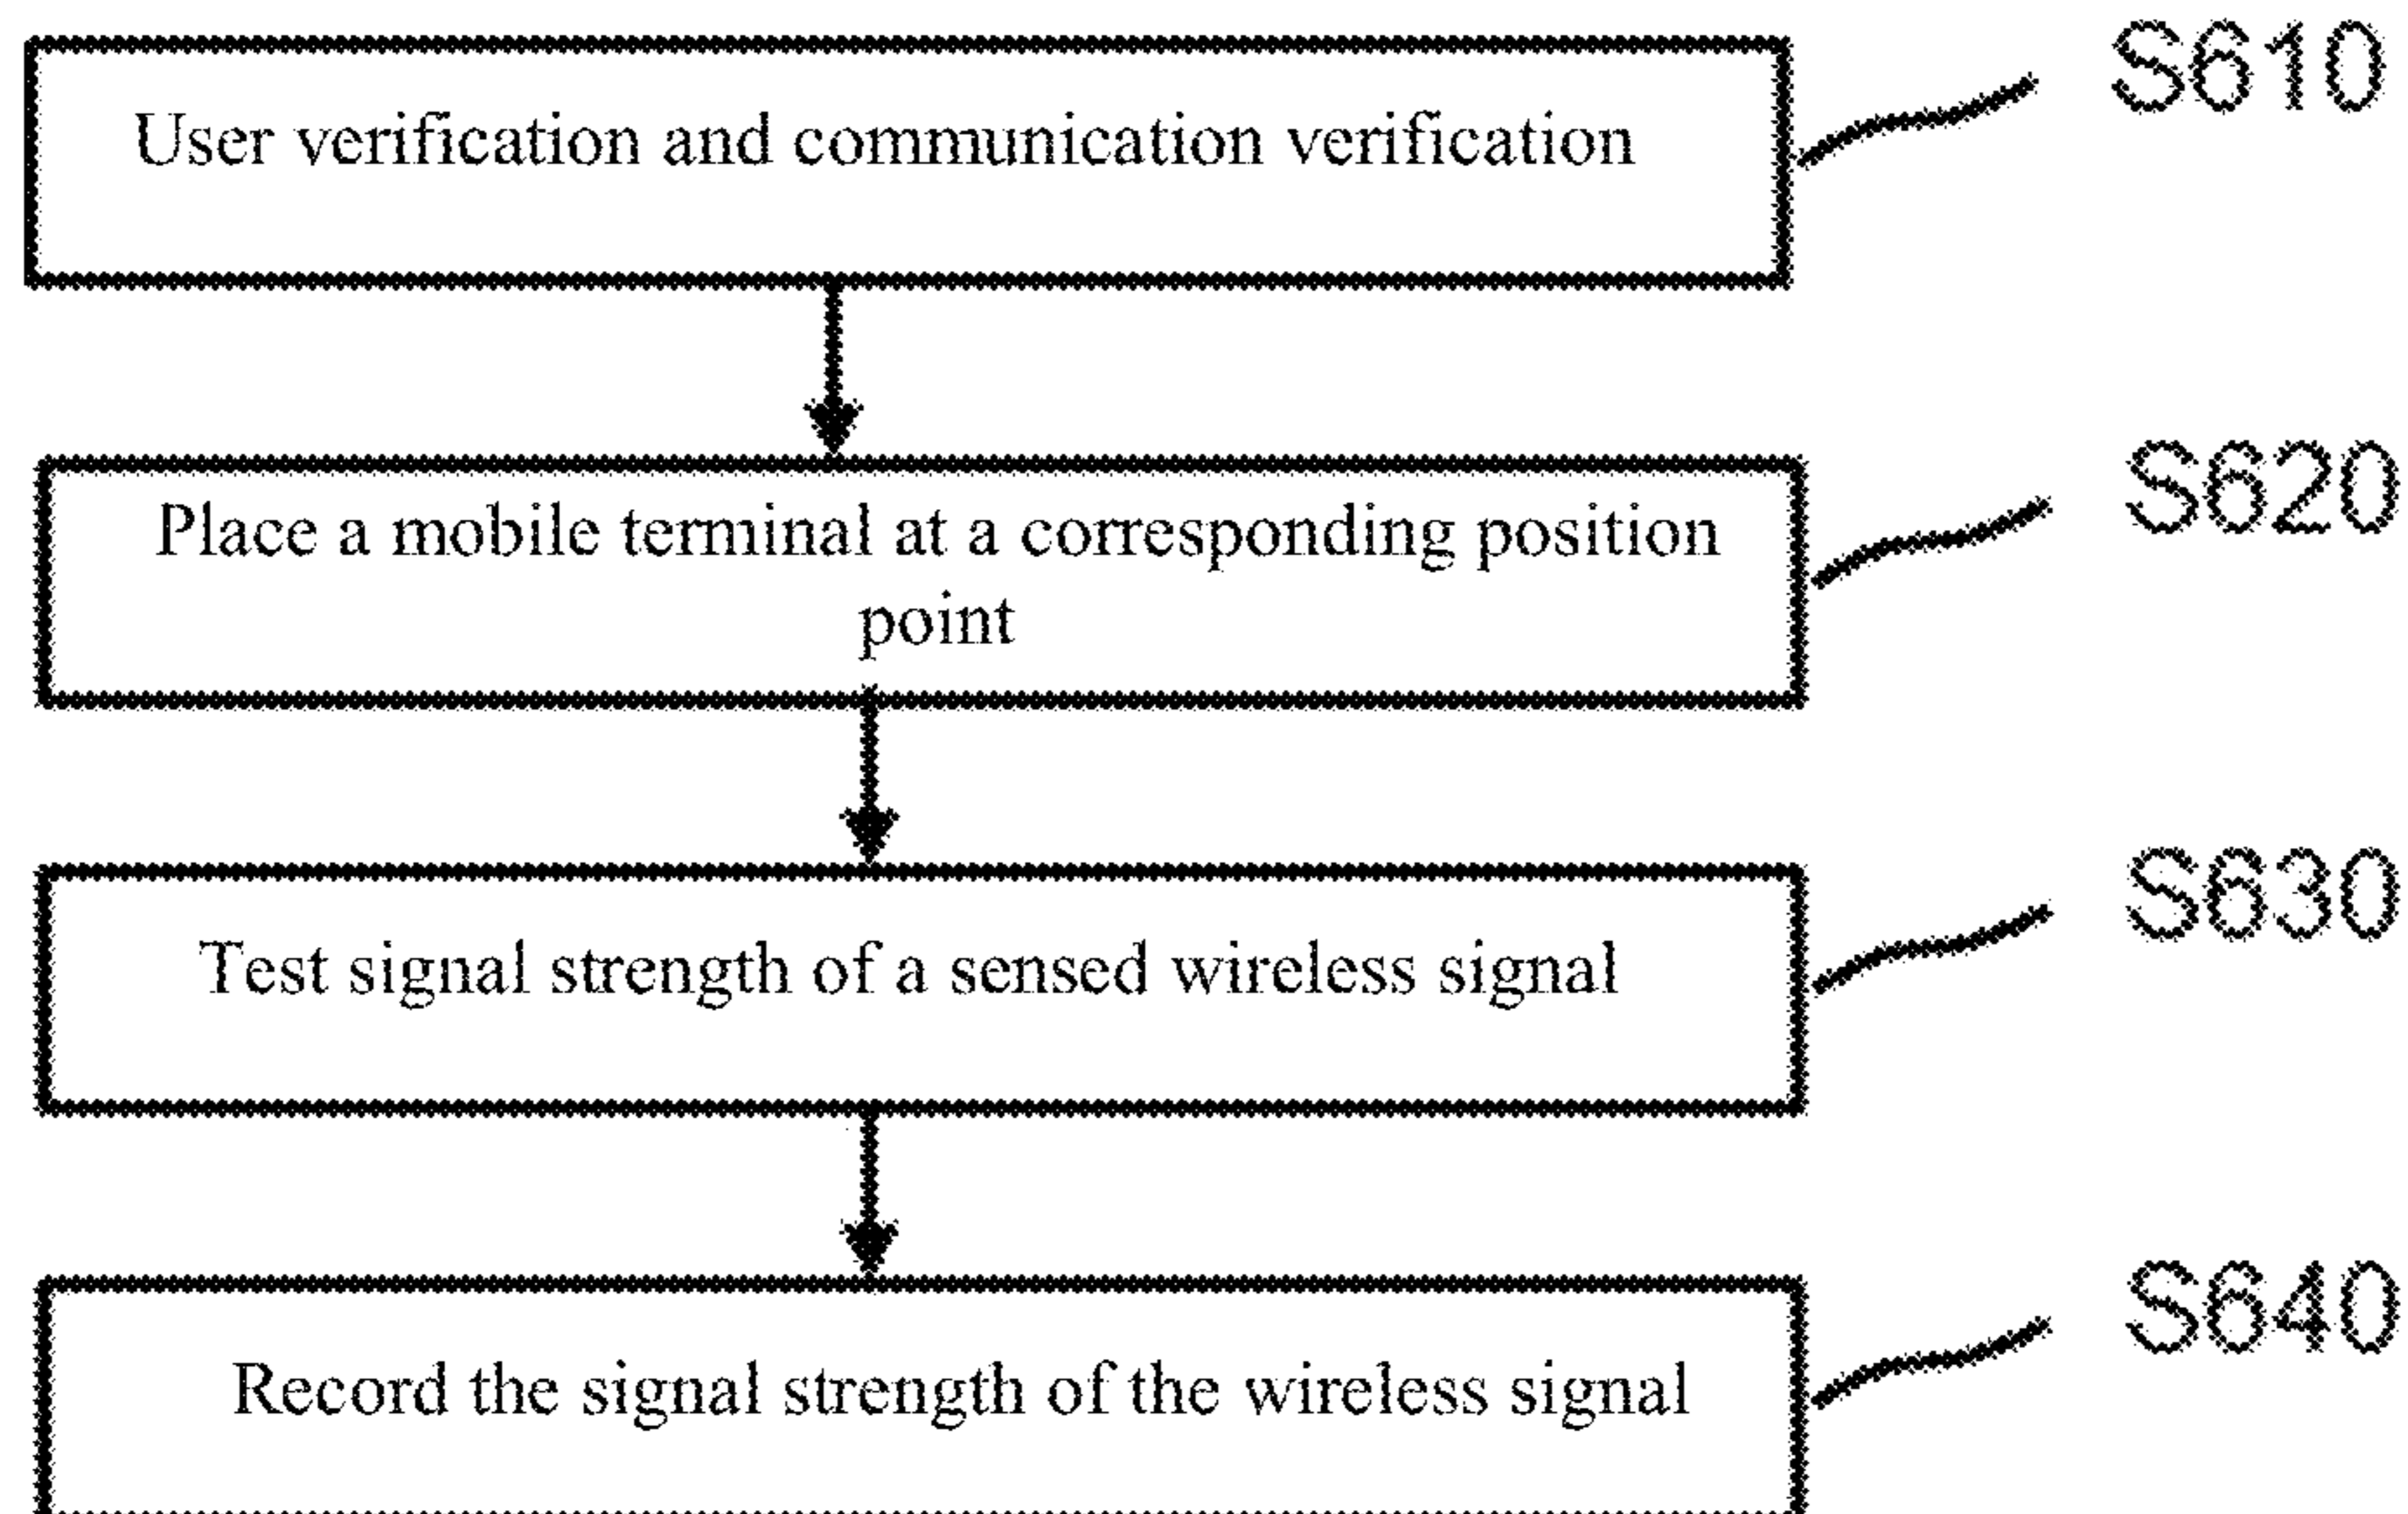 User verification and communication verification
S610
Place a mobile terminal at a corresponding position
point
S620
Test signal strength of a sensed wireless signal
S630
Record the signal strength of the wireless signal
S640